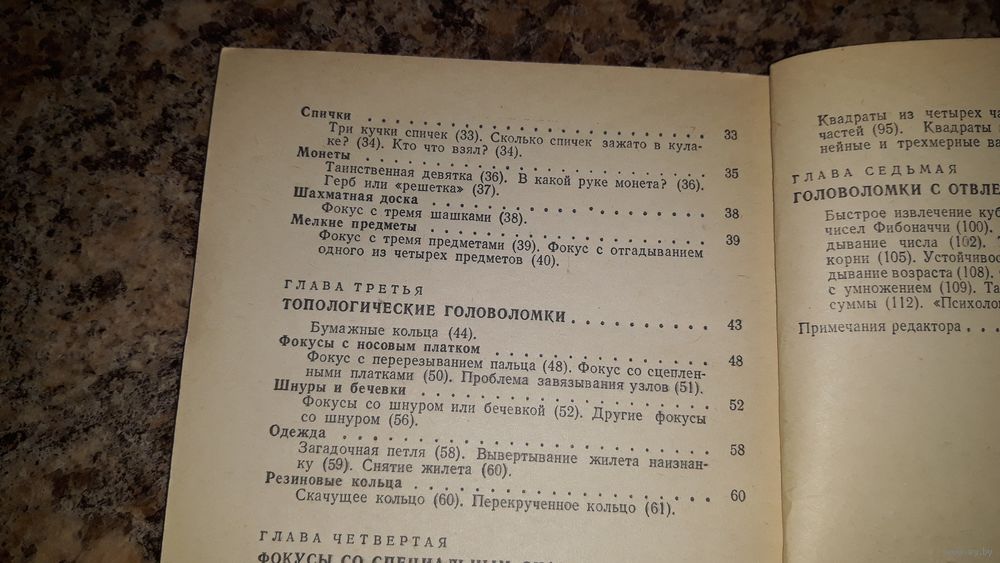 Спички . . . . . . . . . . . . . . . . . . . . 33
Три кучки спичек (33). Сколько спичек зажато в кула-
ке? (34). Кто что взял? (34).
Монеты . . . . . . . . . . . . . . . . . . . . 35
Таинственная девятка (36). В какой руке монета? (36).
Герб или «решетка» (37).
Шахматная доска . . . . . . . . . . . . . . . . 38
Фокус с тремя шашками (38).
Мелкие предметы . . . . . . . . . . . . . . . . 39
Фокус с тремя предметами (39). Фокус с отгадыванием
одного из четырех предметов (40).
ГЛАВА ТРЕТЬЯ
ТОПОЛОГИЧЕСКИЕ ГОЛОВОЛОМКИ . . . . . . . . . 43
Бумажные кольца (44).
Фокусы с носовым платком . . . . . . . . . . . . 48
Фокус с перерезыванием пальца (48). Фокус со сцеплен-
ными платками (50). Проблема завязывания узлов (51).
Шнуры и бечевки . . . . . . . . . . . . . . . . 52
Фокусы со шнуром или бечевкой (52). Другие фокусы
со шнуром (56).
Одежда . . . . . . . . . . . . . . . . . . . . 58
Загадочная петля (58). Вывертывание жилета наизнан-
ку (59). Снятие жилета (60).
Резиновые кольца . . . . . . . . . . . . . . . . 60
Скачущее кольцо (60). Перекрученное кольцо (61).
ГЛАВА ЧЕТВЕРТАЯ
ФОКУСЫ СО СПЕЦИАЛЬНЫМ
Квадраты из четырех ча
частей (95). Квадраты
нейные и трехмерные ва
ГЛАВА СЕДЬМАЯ
ГОЛОВОЛОМКИ С ОТВЛЕ
Быстрое извлечение куб
чисел Фибоначчи (100).
дывание числа (102).
корни (105). Устойчивос
дывание возраста (108).
с умножением (109). Та
суммы (112). «Психоло
Примечания редактора . . .